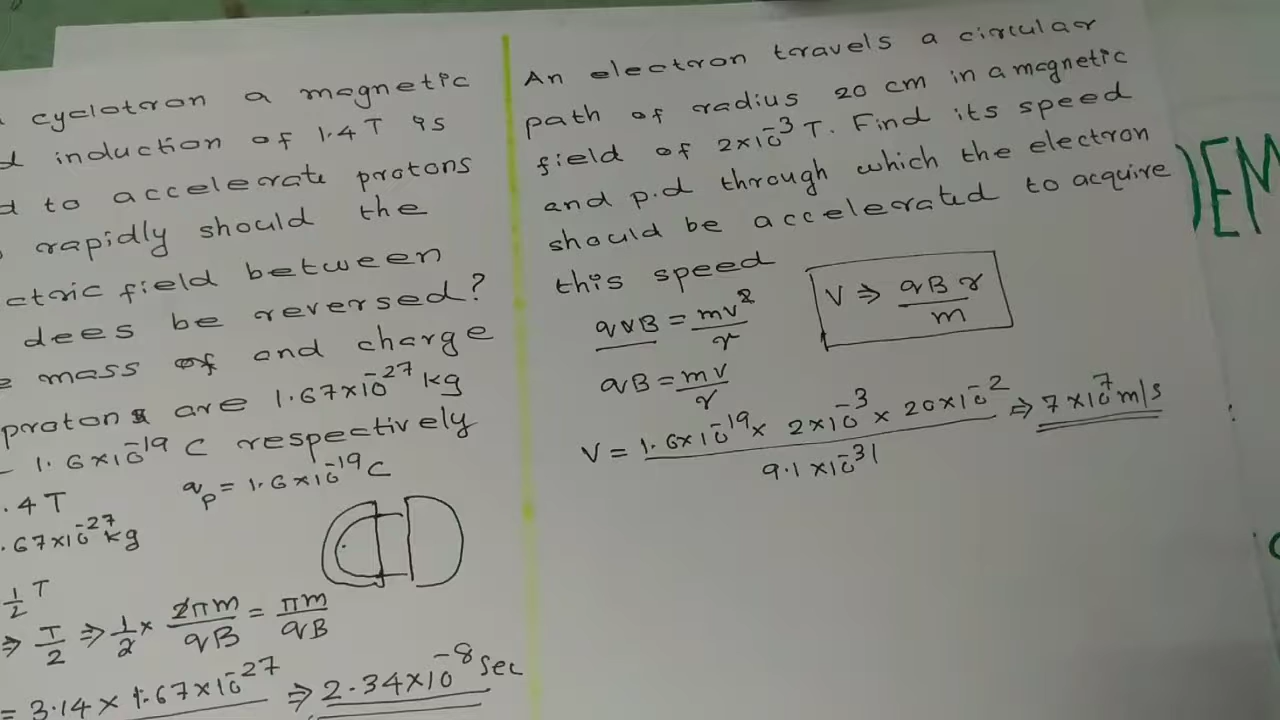 cyclotron a magnetic
induction of 1.4T is
to accelerate protons
rapidly should the
ctric field between
dees be reversed?
mass of and charge
protons are 1.67×10⁻²⁷ kg
1.6×10⁻¹⁹ C respectively
.4T qp = 1.6×10⁻¹⁹ C
.67×10⁻²⁷ kg
1/2 T
⇒ T/2 ⇒ 1/2 × 2πm/qB = πm/qB
= 3.14 × 1.67×10⁻²⁷ ⇒ 2.34×10⁻⁸ sec
An electron travels a circular
path of radius 20 cm in a magnetic
field of 2×10⁻³ T. Find its speed
and p.d through which the electron
should be accelerated to acquire
this speed
qvB = mv²/r
V ⇒ qBr/m
qB = mv/r
V = 1.6×10⁻¹⁹ × 2×10⁻³ × 20×10⁻² / 9.1×10⁻³¹ ⇒ 7×10⁷ m/s
DEM